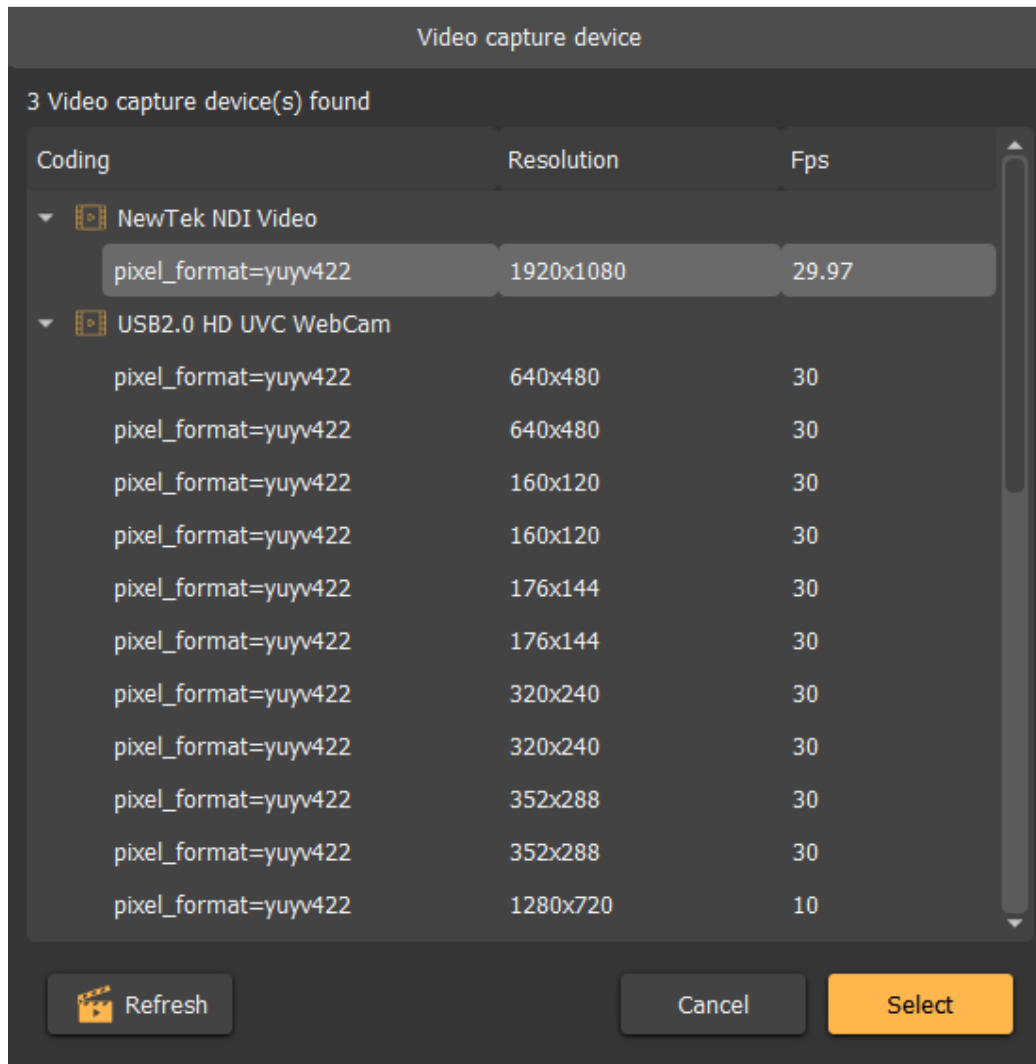 Video capture device
3 Video capture device(s) found
Coding Resolution Fps
NewTek NDI Video
pixel_format=yuyv422 1920x1080 29.97
USB2.0 HD UVC WebCam
pixel_format=yuyv422 640x480 30
pixel_format=yuyv422 640x480 30
pixel_format=yuyv422 160x120 30
pixel_format=yuyv422 160x120 30
pixel_format=yuyv422 176x144 30
pixel_format=yuyv422 176x144 30
pixel_format=yuyv422 320x240 30
pixel_format=yuyv422 320x240 30
pixel_format=yuyv422 352x288 30
pixel_format=yuyv422 352x288 30
pixel_format=yuyv422 1280x720 10
Refresh Cancel Select